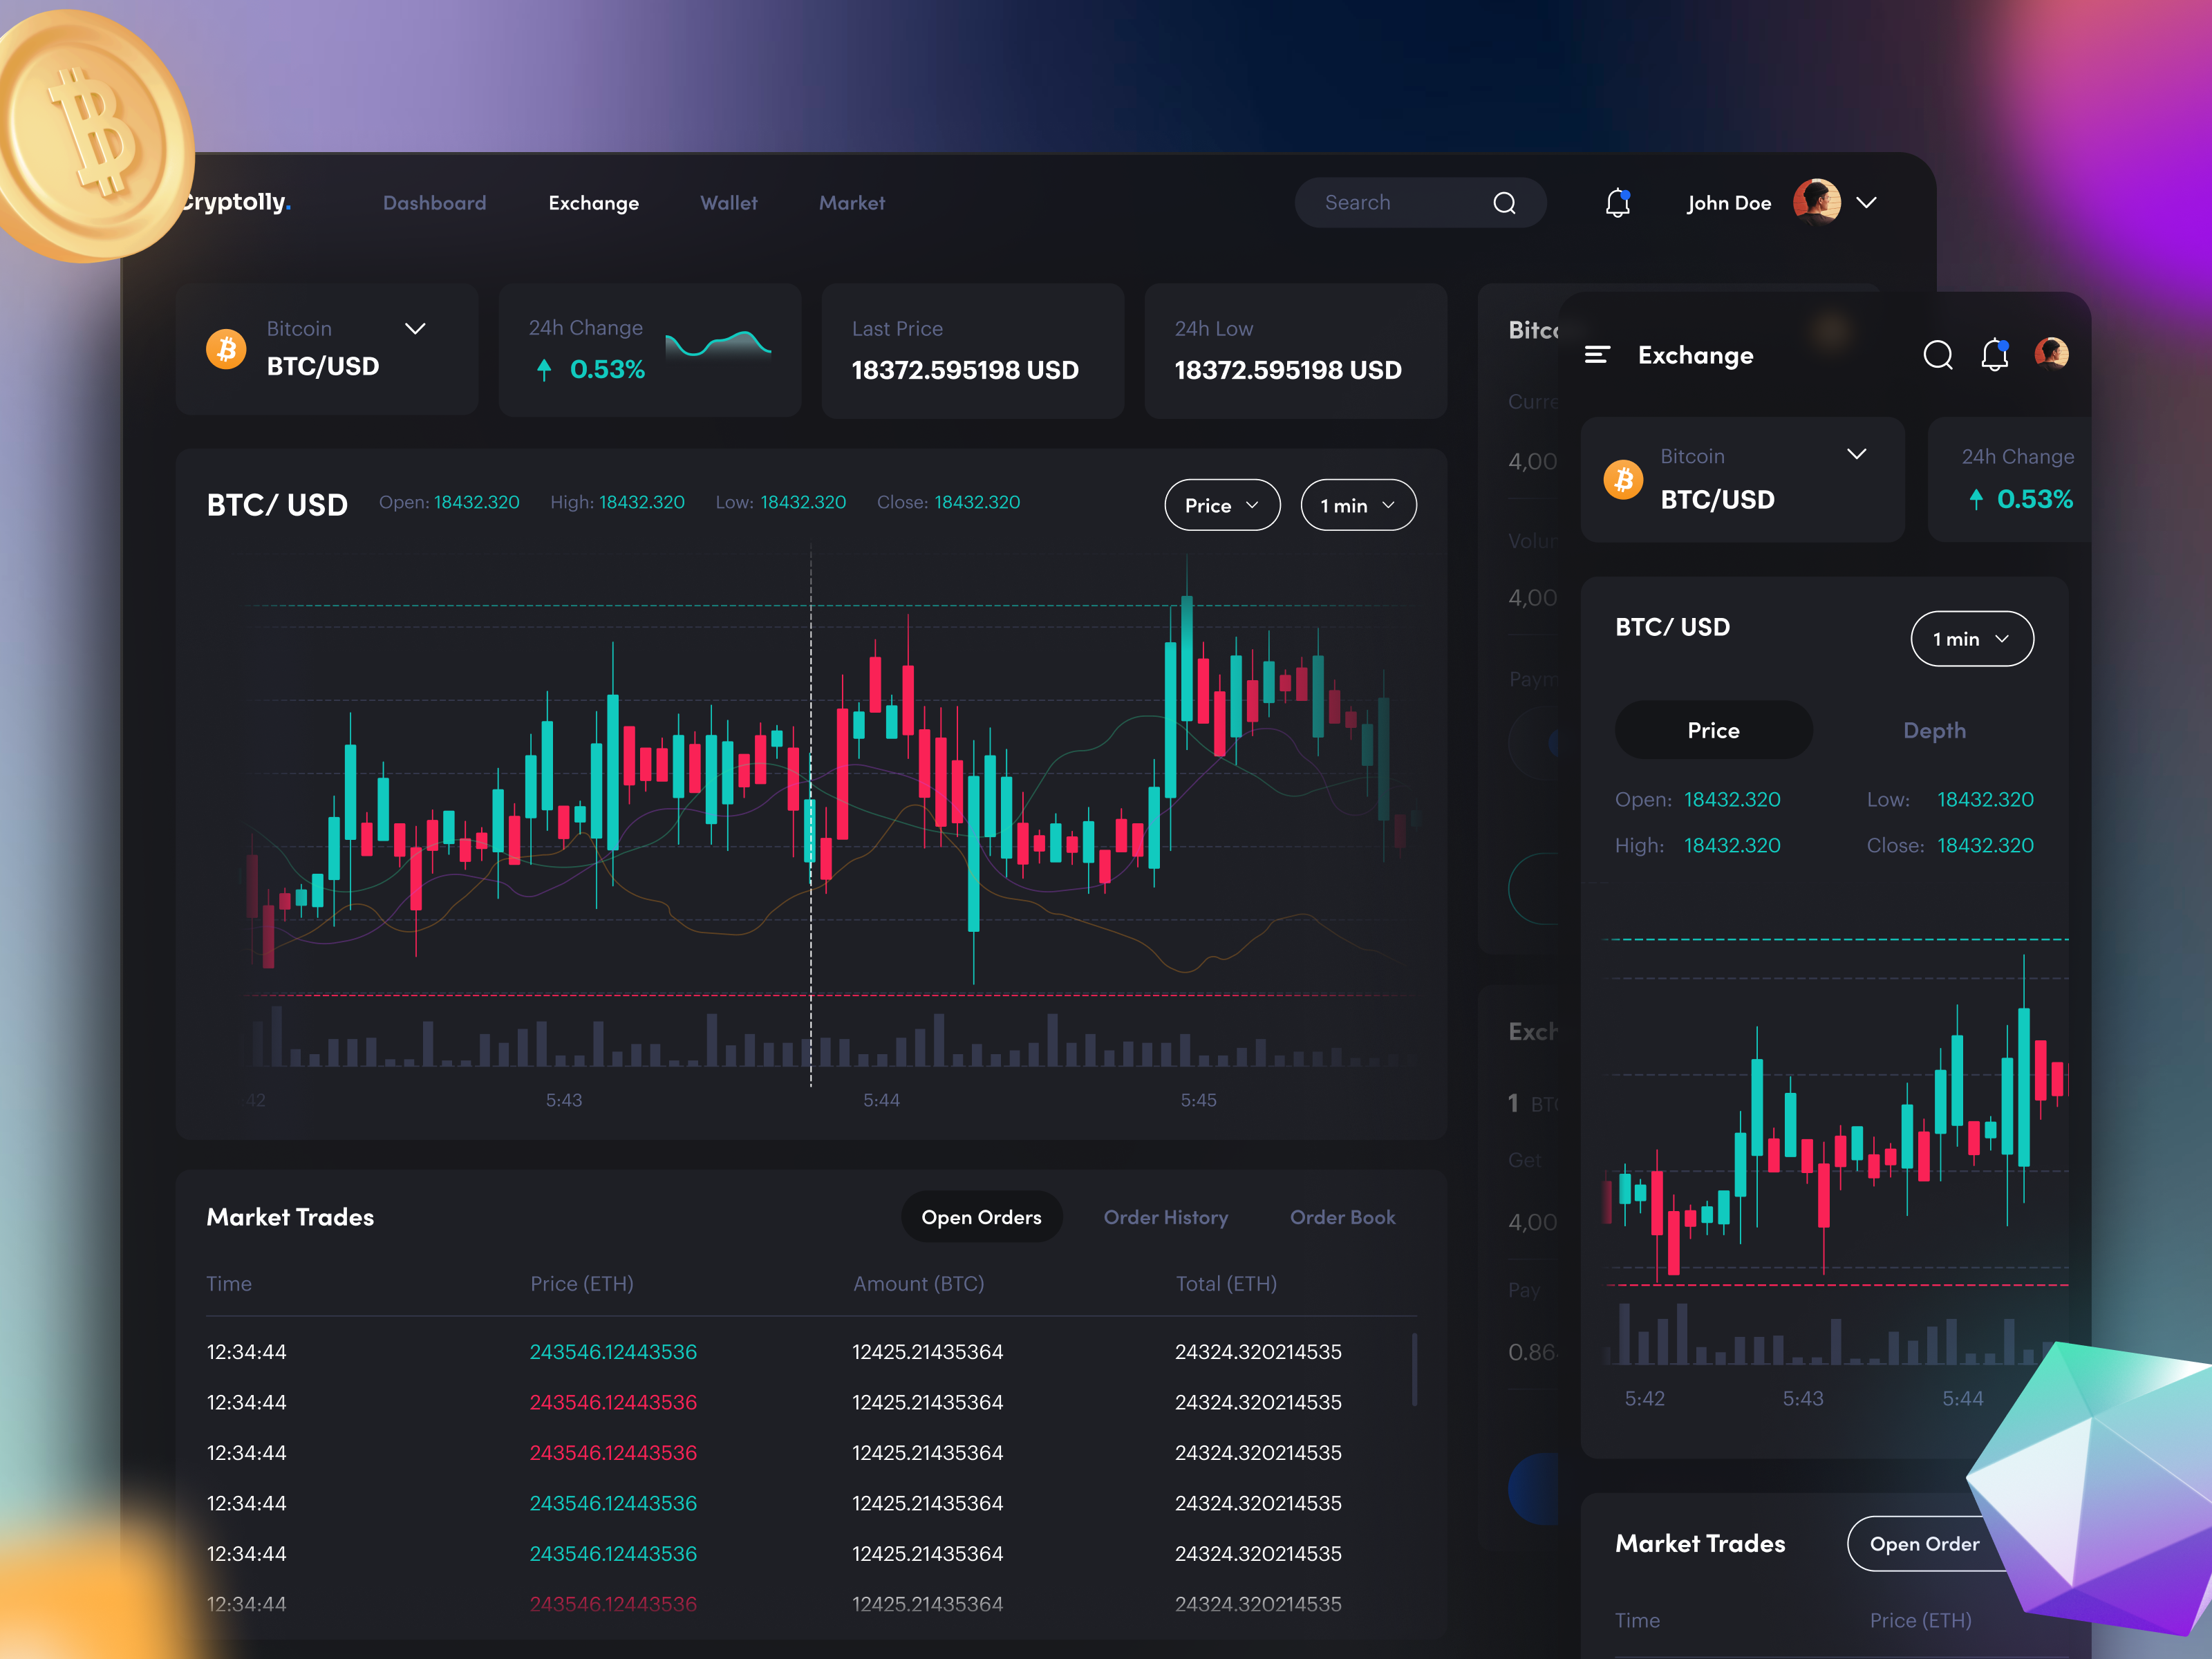 Cryptolly.
Dashboard Exchange Wallet Market
Search
John Doe
Bitcoin
BTC/USD
24h Change
0.53%
Last Price
18372.595198 USD
24h Low
18372.595198 USD
BTC/ USD
Open: 18432.320 High: 18432.320 Low: 18432.320 Close: 18432.320
Price
1 min
42 5:43 5:44 5:45
Market Trades
Open Orders Order History Order Book
Time Price (ETH) Amount (BTC) Total (ETH)
12:34:44 243546.12443536 12425.21435364 24324.320214535
12:34:44 243546.12443536 12425.21435364 24324.320214535
12:34:44 243546.12443536 12425.21435364 24324.320214535
12:34:44 243546.12443536 12425.21435364 24324.320214535
12:34:44 243546.12443536 12425.21435364 24324.320214535
12:34:44 243546.12443536 12425.21435364 24324.320214535
4,00
4,00
1
Get
4,00
Pay
0.86
Exchange
Bitcoin
BTC/USD
24h Change
0.53%
BTC/ USD
1 min
Price Depth
Open: 18432.320 Low: 18432.320
High: 18432.320 Close: 18432.320
5:42 5:43 5:44
Market Trades
Open Order
Time Price (ETH)